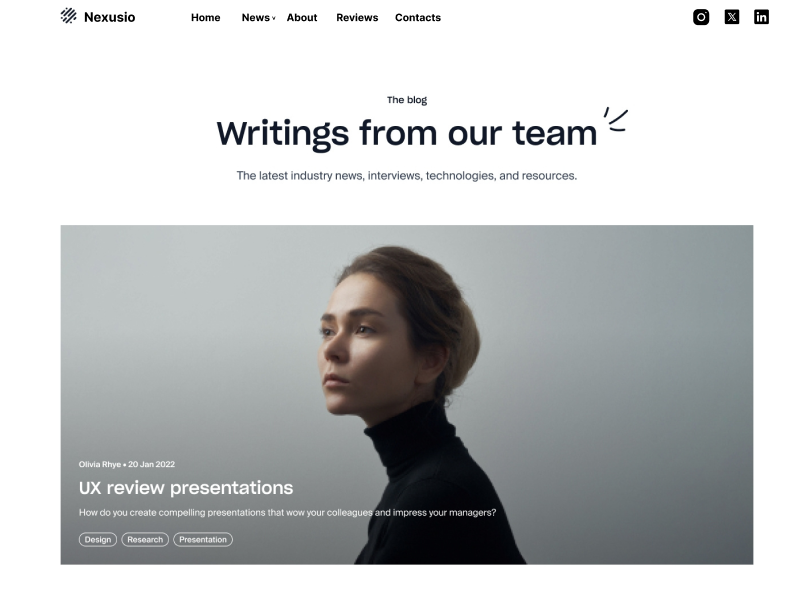 Nexusio
Home News About Reviews Contacts
The blog
Writings from our team
The latest industry news, interviews, technologies, and resources.
Olivia Rhye • 20 Jan 2022
UX review presentations
How do you create compelling presentations that wow your colleagues and impress your managers?
Design Research Presentation